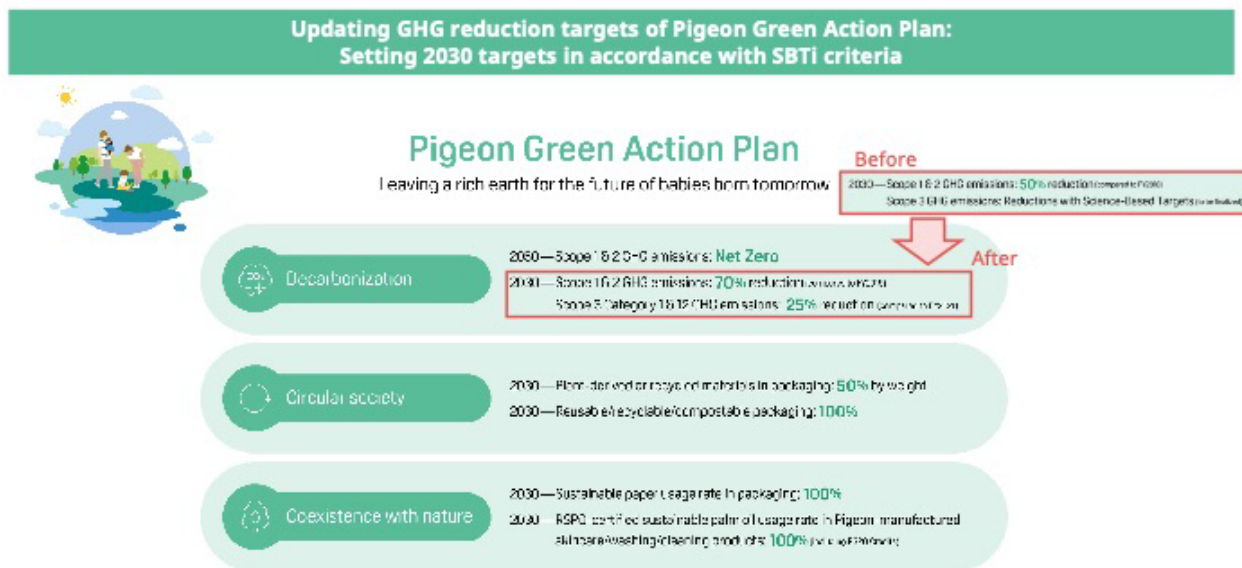 Updating GHG reduction targets of Pigeon Green Action Plan:
Setting 2030 targets in accordance with SBTi criteria
Pigeon Green Action Plan
Leaving a rich earth for the future of babies born tomorrow
Before
2030—Scope 1 & 2 GHG emissions: 50% reduction
Scope 3 GHG emissions: Reductions with Science-Based Targets
After
Decarbonization
2050—Scope 1 & 2 GHG emissions: Net Zero
2030—Scope 1 & 2 GHG emissions: 70% reduction
Scope 3 Category 1 & 12 GHG emissions: 25% reduction
Circular society
2030—Plant-derived or recycled materials in packaging: 50% by weight
2030—Reusable/recyclable/compostable packaging: 100%
Coexistence with nature
2030—Sustainable paper usage rate in packaging: 100%
2030—RSPO-certified sustainable palm oil usage rate in Pigeon-manufactured
skincare/washing/cleaning products: 100%